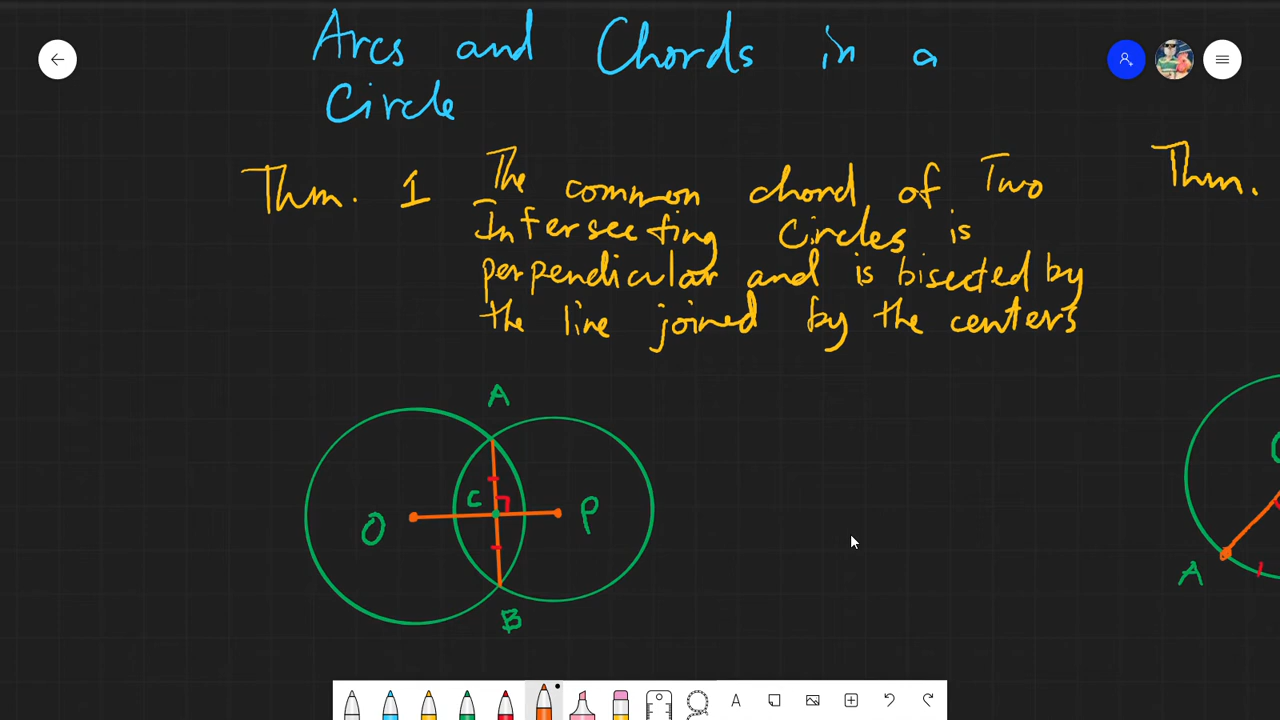 Arcs and Chords in a
Circle
Thm. 1 The common chord of Two
Intersecting Circles is
perpendicular and is bisected by
the line joined by the centers
Thm.
A
C
O
P
B
O
A
A